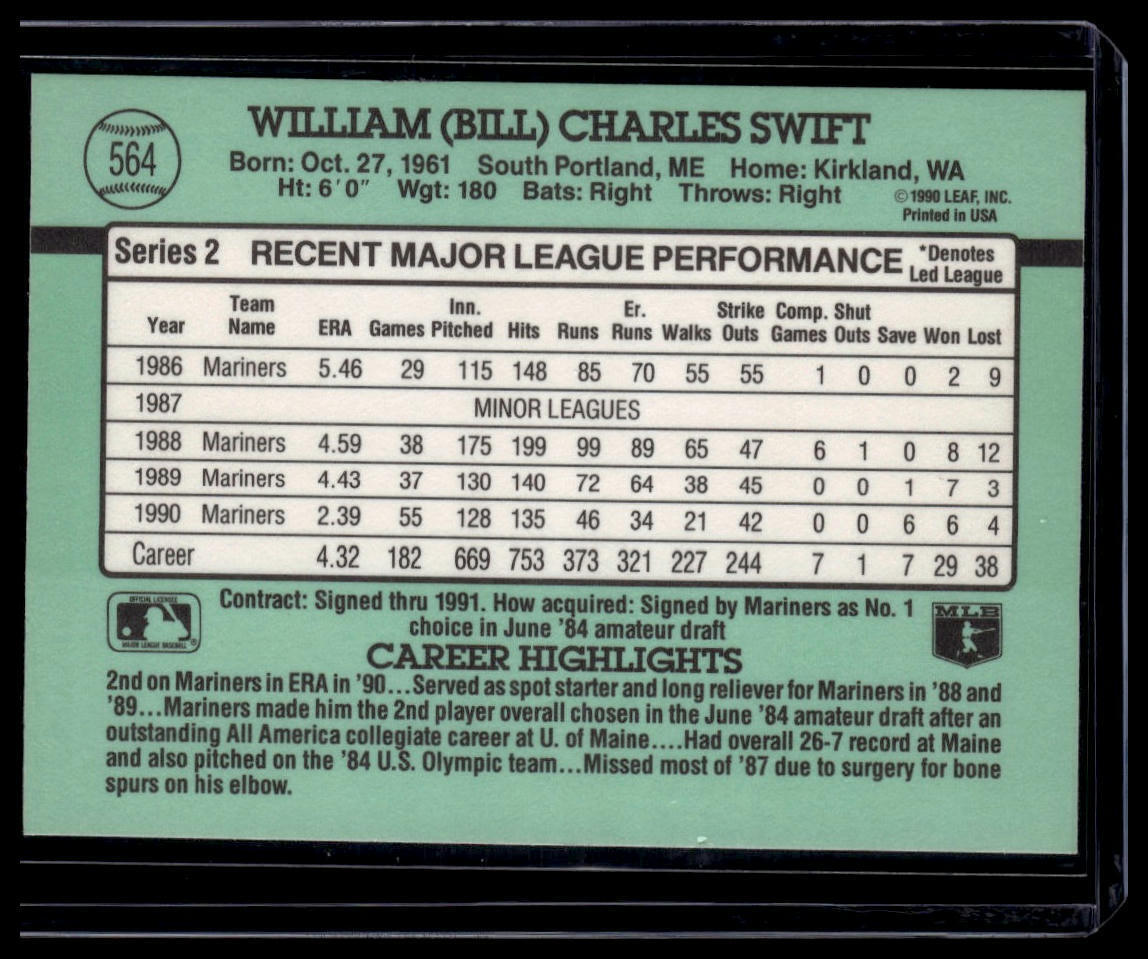 WILLIAM (BILL) CHARLES SWIFT
564
Born: Oct. 27, 1961 South Portland, ME Home: Kirkland, WA
Ht: 6'0" Wgt: 180 Bats: Right Throws: Right
©1990 LEAF, INC.
Printed in USA
Series 2 RECENT MAJOR LEAGUE PERFORMANCE *Denotes
Led League
Team Inn. Er. Strike Comp. Shut
Year Name ERA Games Pitched Hits Runs Runs Walks Outs Games Outs Save Won Lost
1986 Mariners 5.46 29 115 148 85 70 55 55 1 0 0 2 9
1987 MINOR LEAGUES
1988 Mariners 4.59 38 175 199 99 89 65 47 6 1 0 8 12
1989 Mariners 4.43 37 130 140 72 64 38 45 0 0 1 7 3
1990 Mariners 2.39 55 128 135 46 34 21 42 0 0 6 6 4
Career 4.32 182 669 753 373 321 227 244 7 1 7 29 38
OFFICIAL LICENSEE
MAJOR LEAGUE BASEBALL ®
Contract: Signed thru 1991. How acquired: Signed by Mariners as No. 1
choice in June '84 amateur draft
MLB
CAREER HIGHLIGHTS
2nd on Mariners in ERA in '90...Served as spot starter and long reliever for Mariners in '88 and
'89...Mariners made him the 2nd player overall chosen in the June '84 amateur draft after an
outstanding All America collegiate career at U. of Maine....Had overall 26-7 record at Maine
and also pitched on the '84 U.S. Olympic team...Missed most of '87 due to surgery for bone
spurs on his elbow.